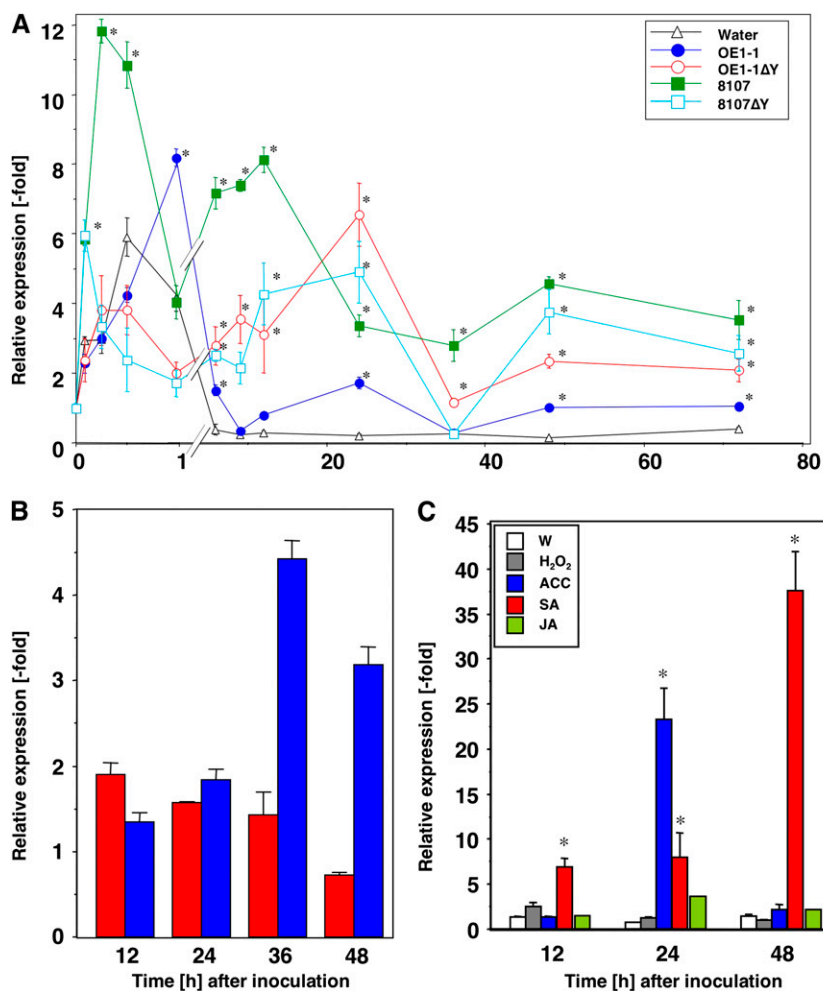 A
Relative expression [-fold]
12
10
8
6
4
2
0
0 1 20 40 60 80
Water
OE1-1
OE1-1ΔY
8107
8107ΔY
* * * * * * * * * * * * * * * * * * * * * * * * * * *
B
Relative expression [-fold]
5
4
3
2
1
0
12 24 36 48
Time [h] after inoculation
C
Relative expression [-fold]
45
40
35
30
25
20
15
10
5
0
W
H₂O₂
ACC
SA
JA
* * * *
12 24 48
Time [h] after inoculation